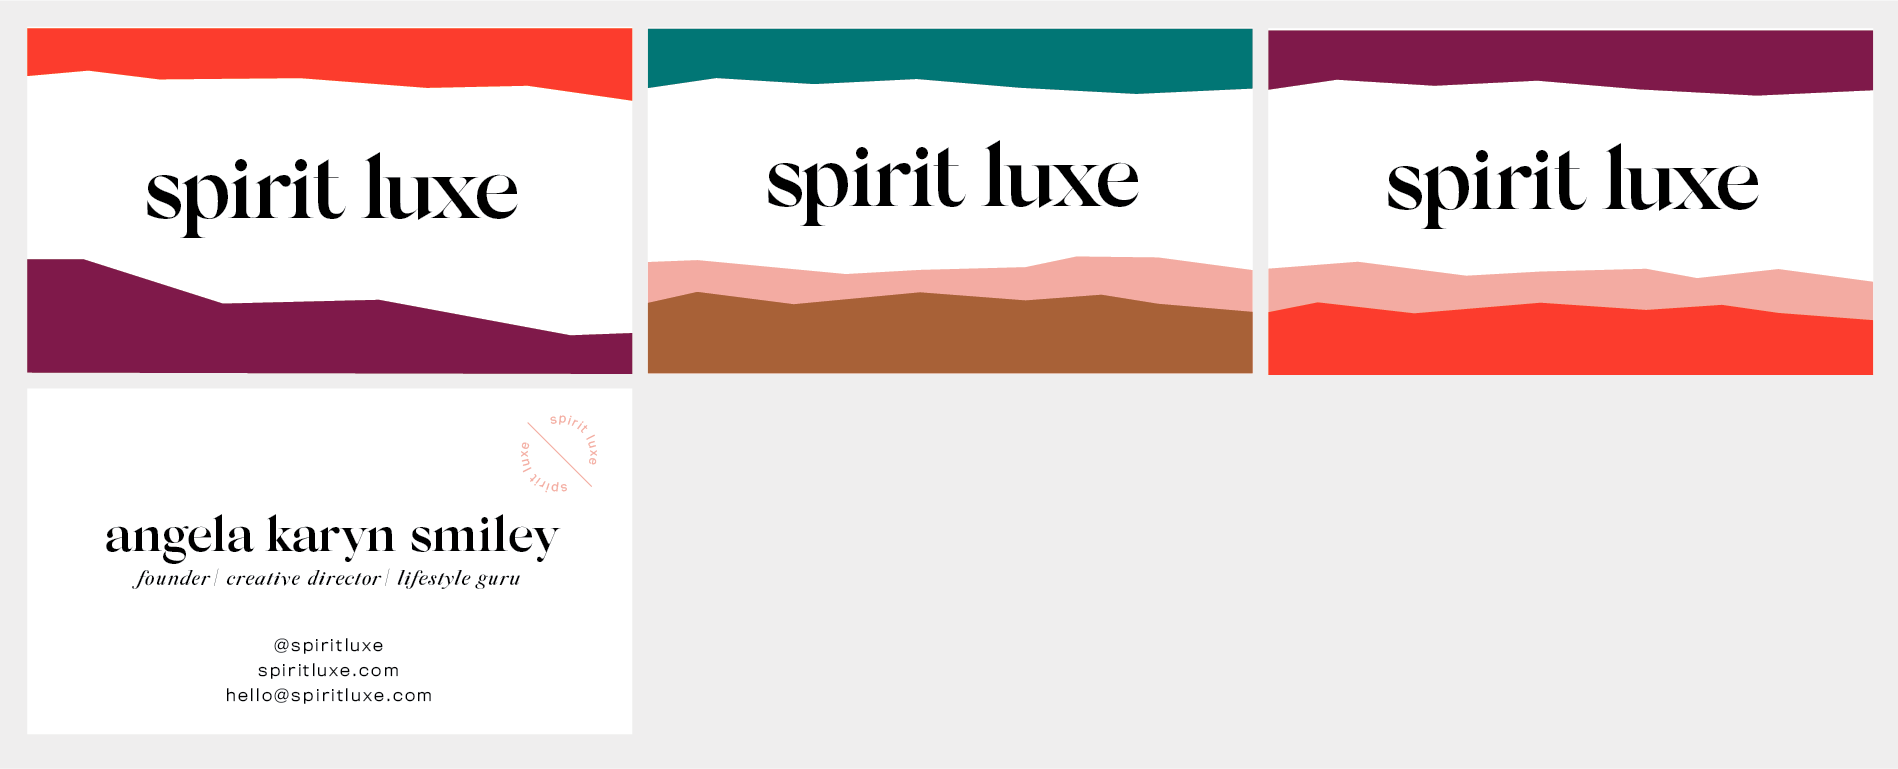 spirit luxe
spirit luxe
spirit luxe
spirit luxe
spirit luxe
angela karyn smiley
founder | creative director | lifestyle guru
@spiritluxe
spiritluxe.com
hello@spiritluxe.com